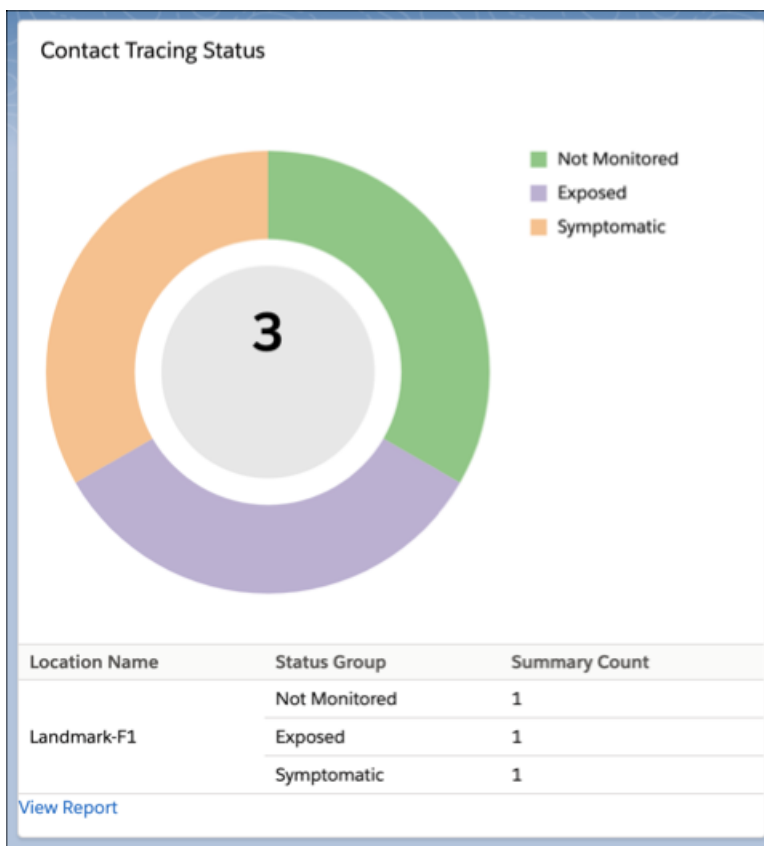 Contact Tracing Status
Not Monitored
Exposed
Symptomatic
3
Location Name Status Group Summary Count
Not Monitored 1
Landmark-F1 Exposed 1
Symptomatic 1
View Report